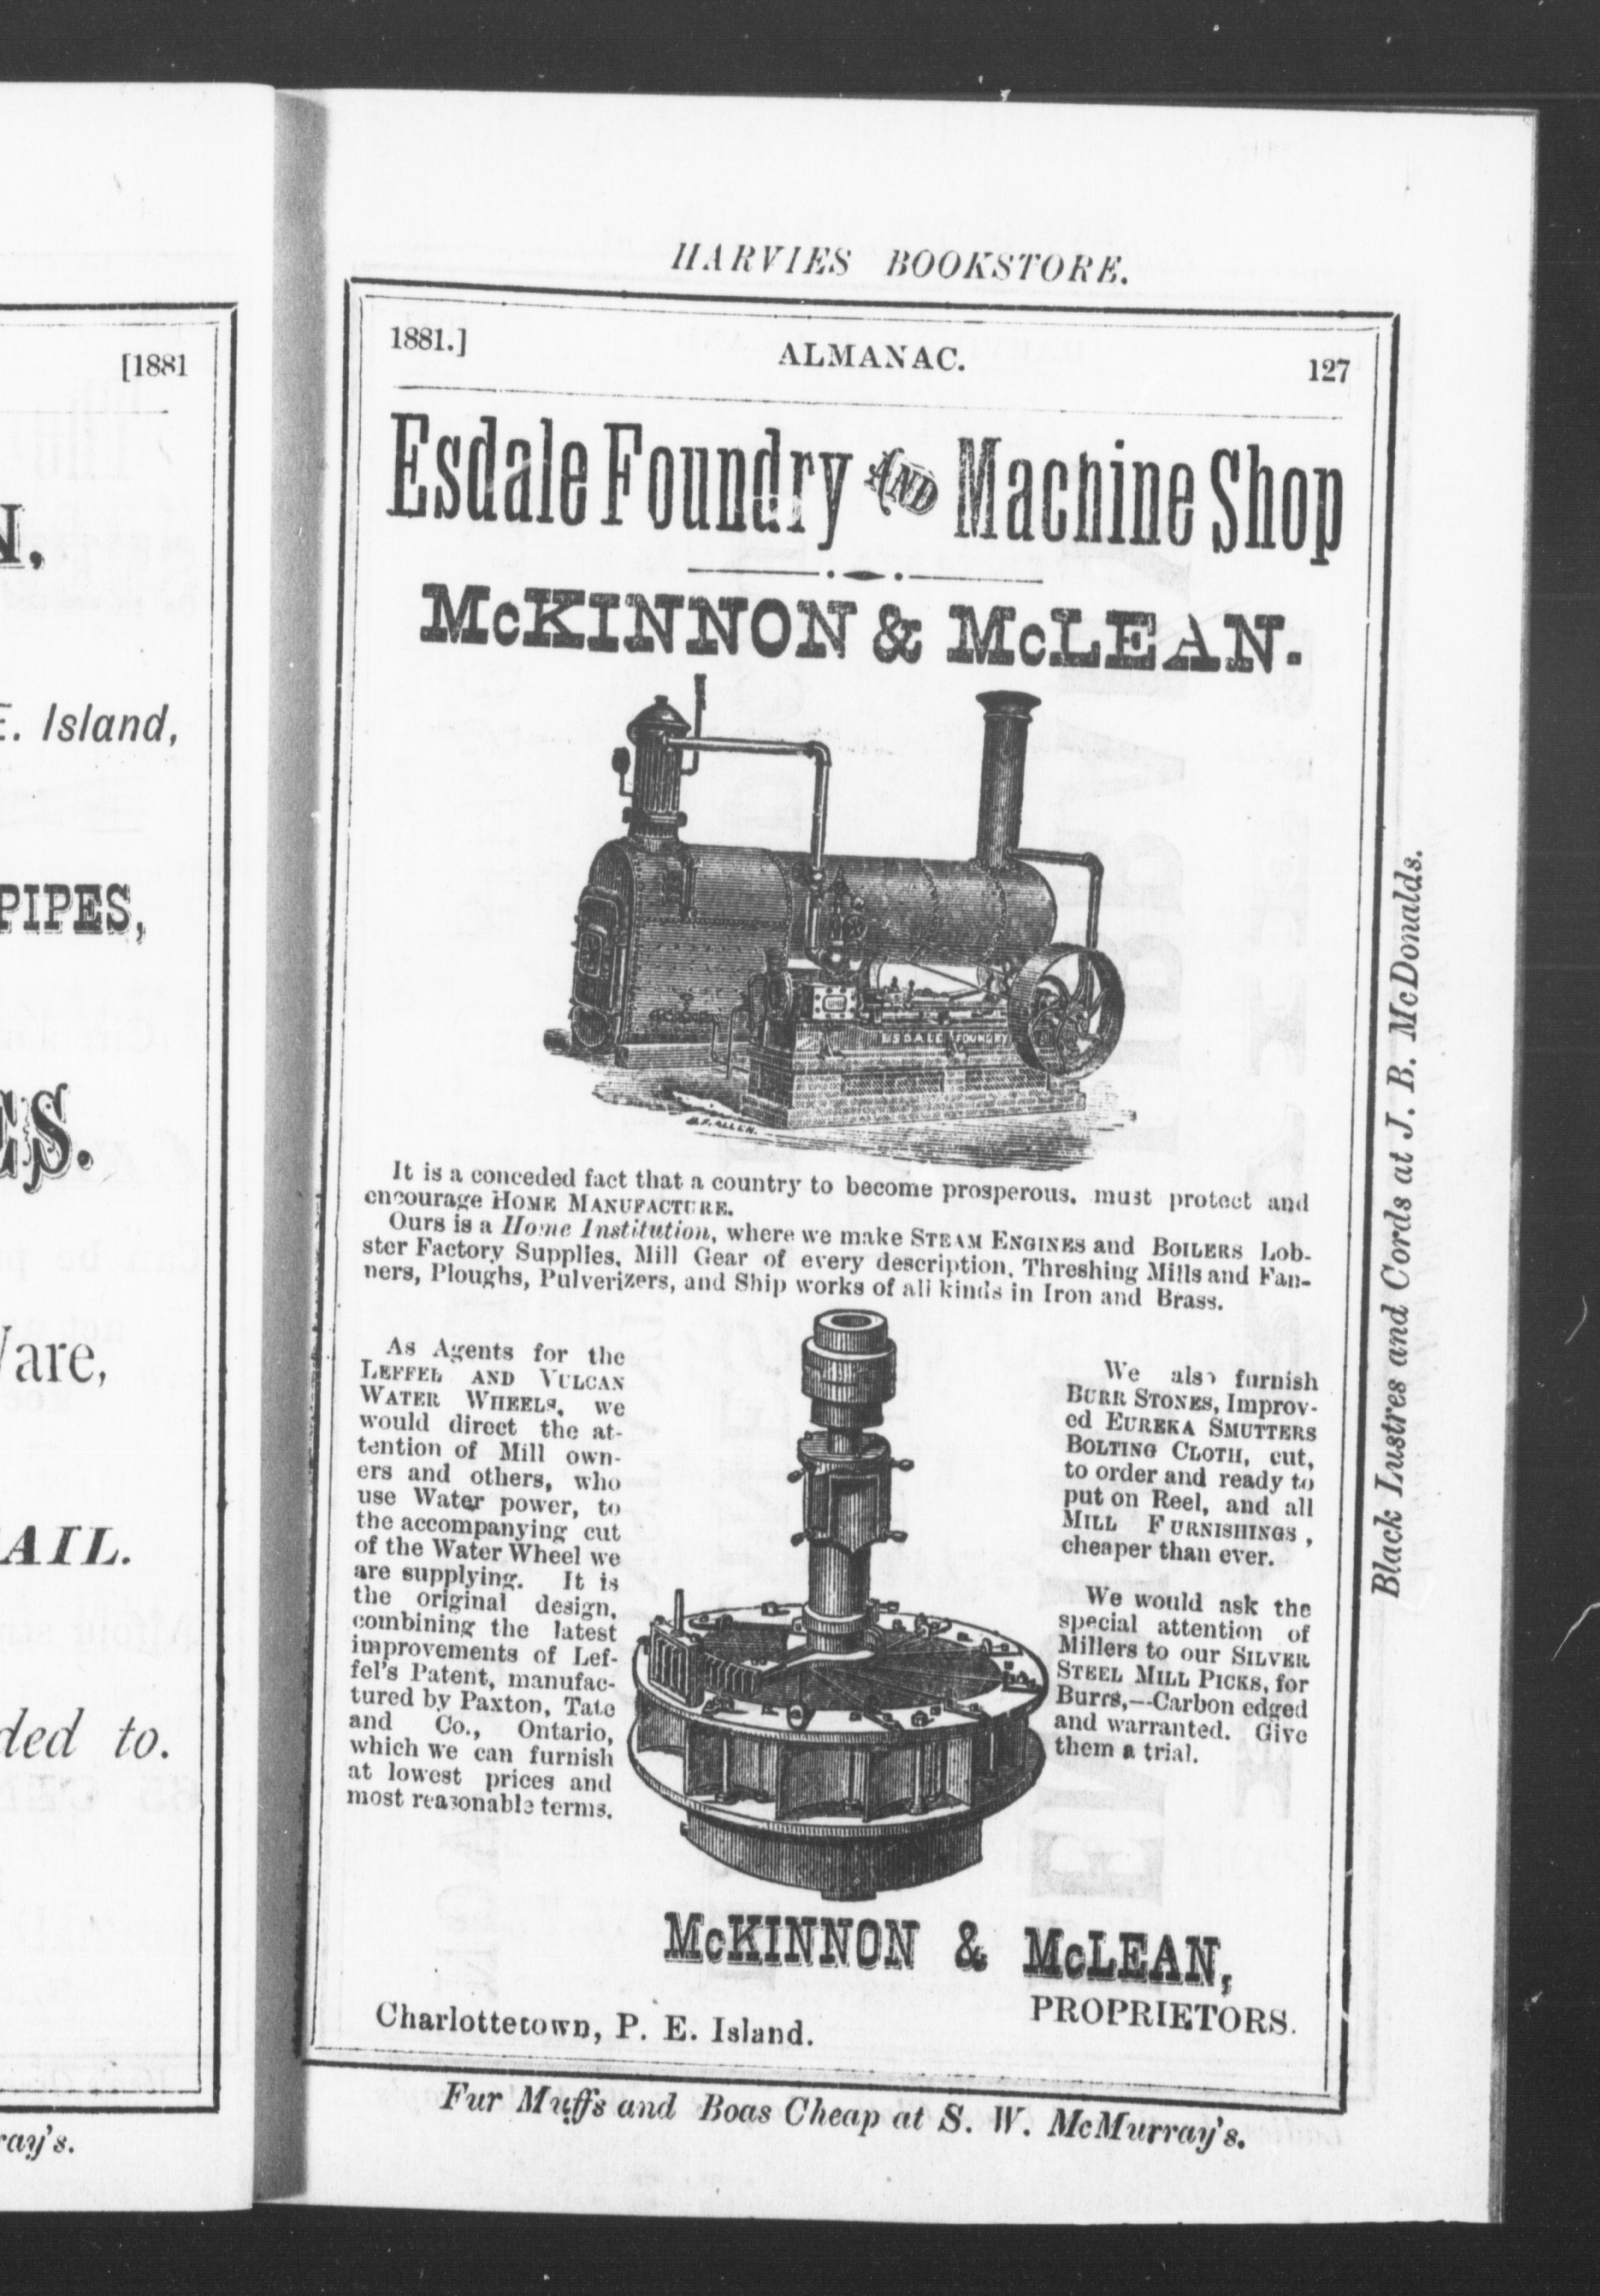 [1881
N,
E. Island,
PIPES,
ES.
Ware,
AIL.
ded to.
ray's.
HARVIES BOOKSTORE.
1881.] ALMANAC. 127
Esdale Foundry AND Machine Shop
McKINNON & McLEAN.
ESDALE FOUNDRY
B.F. ALLEN.
It is a conceded fact that a country to become prosperous, must protect and
encourage HOME MANUFACTURE.
Ours is a Home Institution, where we make STEAM ENGINES and BOILERS LOB-
ster Factory Supplies, Mill Gear of every description, Threshing Mills and Fan-
ners, Ploughs, Pulverizers, and Ship works of all kinds in Iron and Brass.
As Agents for the
LEFFEL AND VULCAN
WATER WHEELS, we
would direct the at-
tention of Mill own-
ers and others, who
use Water power, to
the accompanying cut
of the Water Wheel we
are supplying. It is
the original design,
combining the latest
improvements of Lef-
fel's Patent, manufac-
tured by Paxton, Tate
and Co., Ontario,
which we can furnish
at lowest prices and
most reasonable terms.
We also furnish
BURR STONES, Improv-
ed EUREKA SMUTTERS
BOLTING CLOTH, cut,
to order and ready to
put on Reel, and all
MILL FURNISHINGS,
cheaper than ever.
We would ask the
special attention of
Millers to our SILVER
STEEL MILL PICKS, for
Burrs,—Carbon edged
and warranted. Give
them a trial.
McKINNON & McLEAN,
PROPRIETORS.
Charlottetown, P. E. Island.
Fur Muffs and Boas Cheap at S. W. McMurray's.
Black Lustres and Cords at J. B. McDonalds.